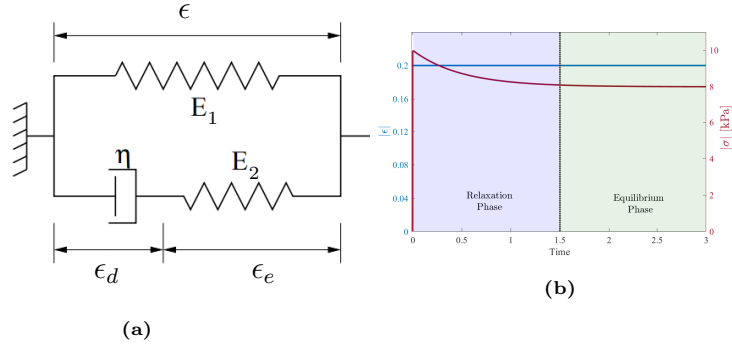 ϵ
E1
η
E2
ϵd
ϵe
(a)
0.2
0.16
0.12
0.08
0.04
0
|ϵ|
10
8
6
4
2
0
|σ| [kPa]
Relaxation
Phase
Equilibrium
Phase
0
0.5
1
1.5
2
2.5
3
Time
(b)